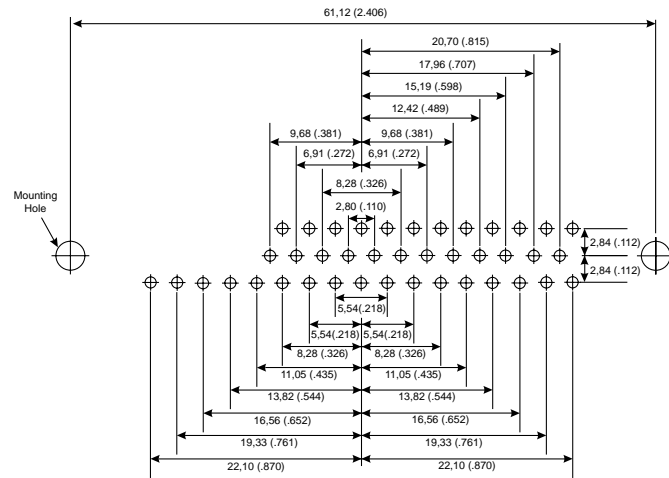 61,12 (2.406)
20,70 (.815)
17,96 (.707)
15,19 (.598)
12,42 (.489)
9,68 (.381) 9,68 (.381)
6,91 (.272) 6,91 (.272)
8,28 (.326)
2,80 (.110)
Mounting
Hole
2,84 (.112)
2,84 (.112)
5,54(.218)
5,54(.218) 5,54(.218)
8,28 (.326) 8,28 (.326)
11,05 (.435) 11,05 (.435)
13,82 (.544) 13,82 (.544)
16,56 (.652) 16,56 (.652)
19,33 (.761) 19,33 (.761)
22,10 (.870) 22,10 (.870)